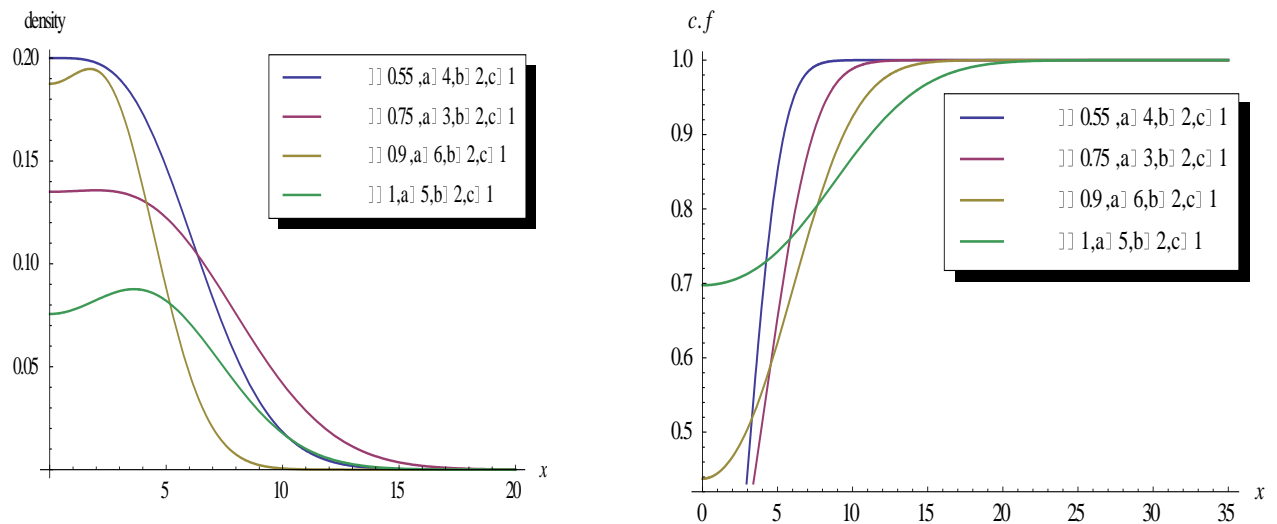 density
0.20
0.15
0.10
0.05
5 10 15 20
x
□□ 0.55 ,a□ 4,b□ 2,c□ 1
□□ 0.75 ,a□ 3,b□ 2,c□ 1
□□ 0.9 ,a□ 6,b□ 2,c□ 1
□□ 1,a□ 5,b□ 2,c□ 1
c. f
1.0
0.9
0.8
0.7
0.6
0.5
0 5 10 15 20 25 30 35
x
□□ 0.55 ,a□ 4,b□ 2,c□ 1
□□ 0.75 ,a□ 3,b□ 2,c□ 1
□□ 0.9 ,a□ 6,b□ 2,c□ 1
□□ 1,a□ 5,b□ 2,c□ 1